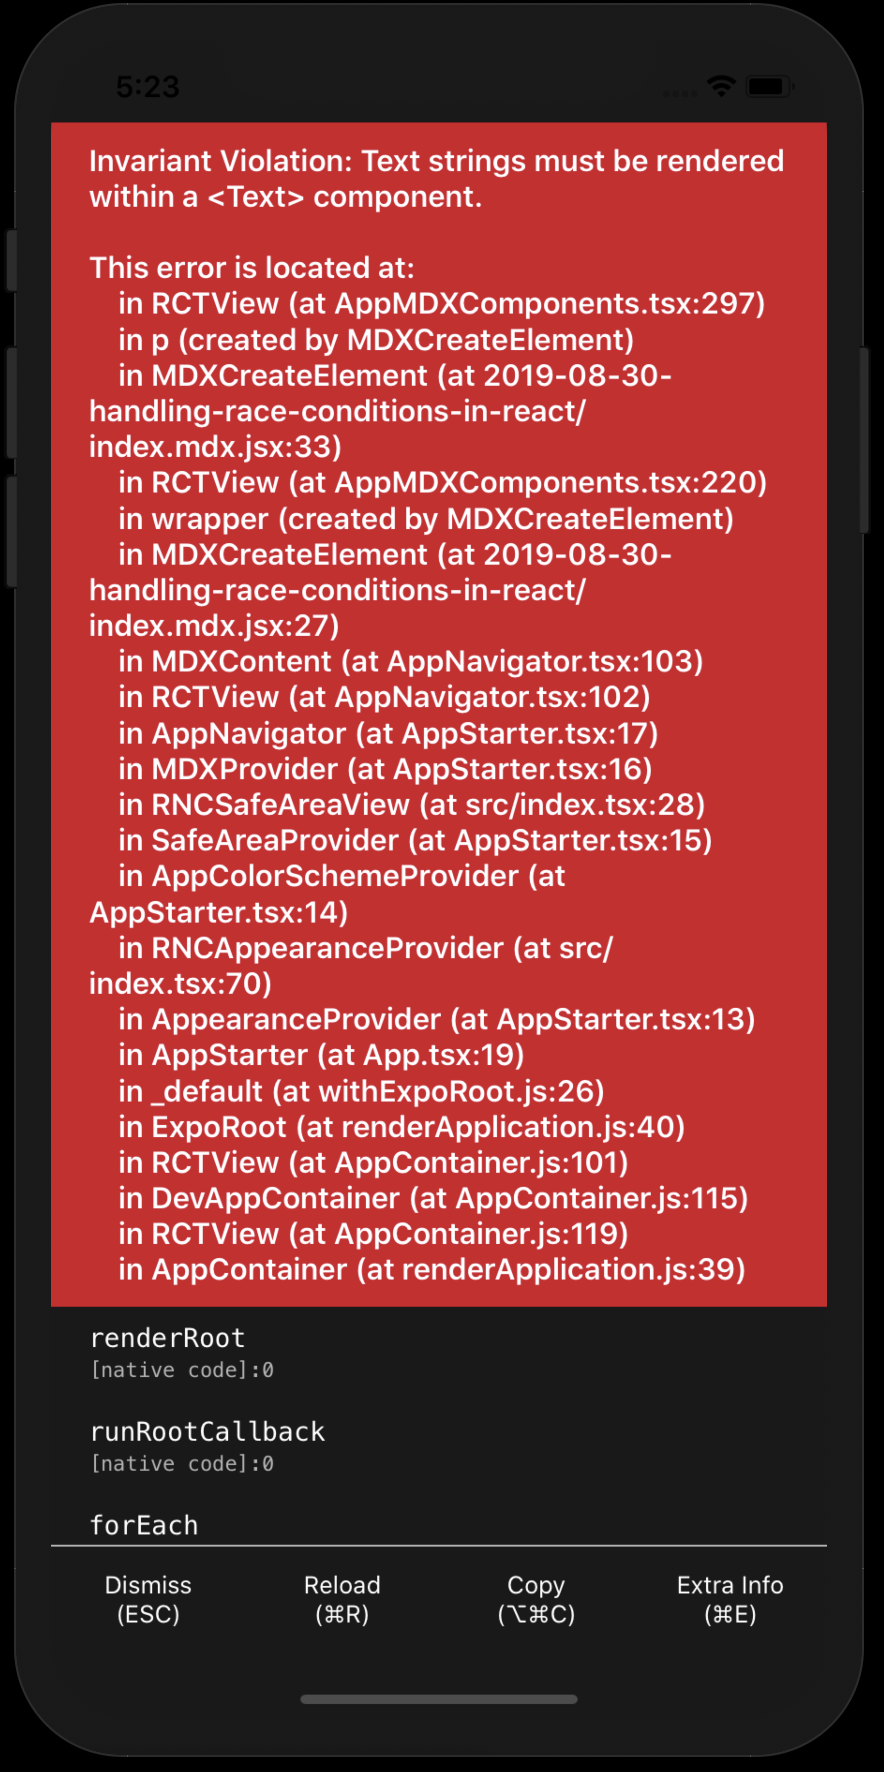 5:23
Invariant Violation: Text strings must be rendered
within a <Text> component.
This error is located at:
in RCTView (at AppMDXComponents.tsx:297)
in p (created by MDXCreateElement)
in MDXCreateElement (at 2019-08-30-
handling-race-conditions-in-react/
index.mdx.jsx:33)
in RCTView (at AppMDXComponents.tsx:220)
in wrapper (created by MDXCreateElement)
in MDXCreateElement (at 2019-08-30-
handling-race-conditions-in-react/
index.mdx.jsx:27)
in MDXContent (at AppNavigator.tsx:103)
in RCTView (at AppNavigator.tsx:102)
in AppNavigator (at AppStarter.tsx:17)
in MDXProvider (at AppStarter.tsx:16)
in RNCSafeAreaView (at src/index.tsx:28)
in SafeAreaProvider (at AppStarter.tsx:15)
in AppColorSchemeProvider (at
AppStarter.tsx:14)
in RNCAppearanceProvider (at src/
index.tsx:70)
in AppearanceProvider (at AppStarter.tsx:13)
in AppStarter (at App.tsx:19)
in _default (at withExpoRoot.js:26)
in ExpoRoot (at renderApplication.js:40)
in RCTView (at AppContainer.js:101)
in DevAppContainer (at AppContainer.js:115)
in RCTView (at AppContainer.js:119)
in AppContainer (at renderApplication.js:39)
renderRoot
[native code]:0
runRootCallback
[native code]:0
forEach
Dismiss Reload Copy Extra Info
(ESC) (⌘R) (⌥⌘C) (⌘E)